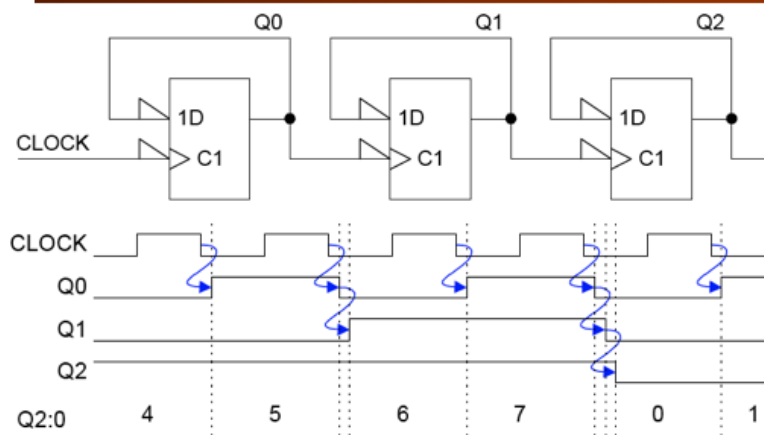 Q0 Q1 Q2
1D 1D 1D
CLOCK
C1 C1 C1
CLOCK
Q0
Q1
Q2
Q2:0 4 5 6 7 0 1